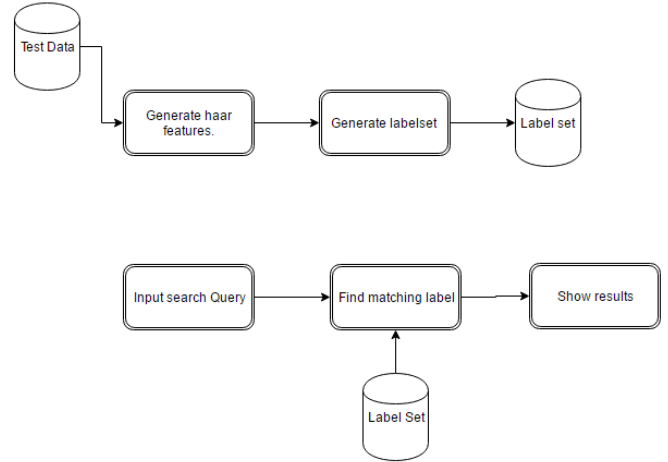 Test Data
Generate haar
features.
Generate labelset
Label set
Input search Query
Find matching label
Show results
Label Set